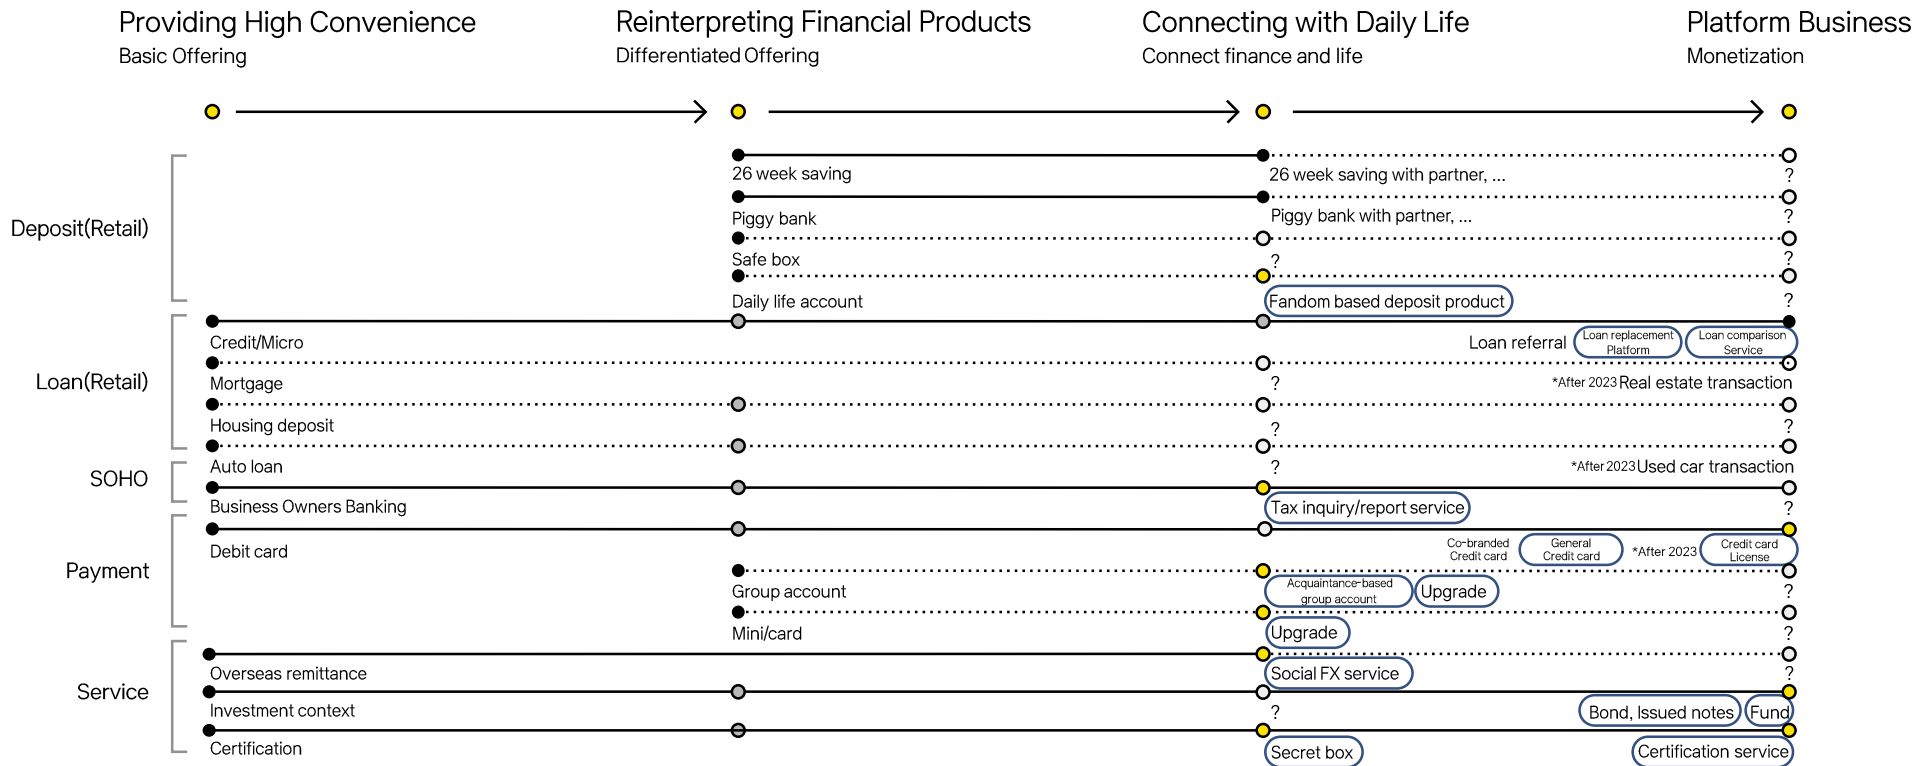 Providing High Convenience
Basic Offering
Reinterpreting Financial Products
Differentiated Offering
Connecting with Daily Life
Connect finance and life
Platform Business
Monetization
Deposit(Retail)
26 week saving
26 week saving with partner, ...
?
Piggy bank
Piggy bank with partner, ...
?
Safe box
?
?
Daily life account
Fandom based deposit product
?
Loan(Retail)
Credit/Micro
Loan referral
Loan replacement
Platform
Loan comparison
Service
Mortgage
?
*After 2023 Real estate transaction
Housing deposit
?
?
Auto loan
?
*After 2023 Used car transaction
SOHO
Business Owners Banking
Tax inquiry/report service
?
Payment
Debit card
Co-branded
Credit card
General
Credit card
*After 2023
Credit card
License
Group account
Acquaintance-based
group account
Upgrade
?
Mini/card
Upgrade
?
Service
Overseas remittance
Social FX service
?
Investment context
?
Bond, Issued notes
Fund
Certification
Secret box
Certification service